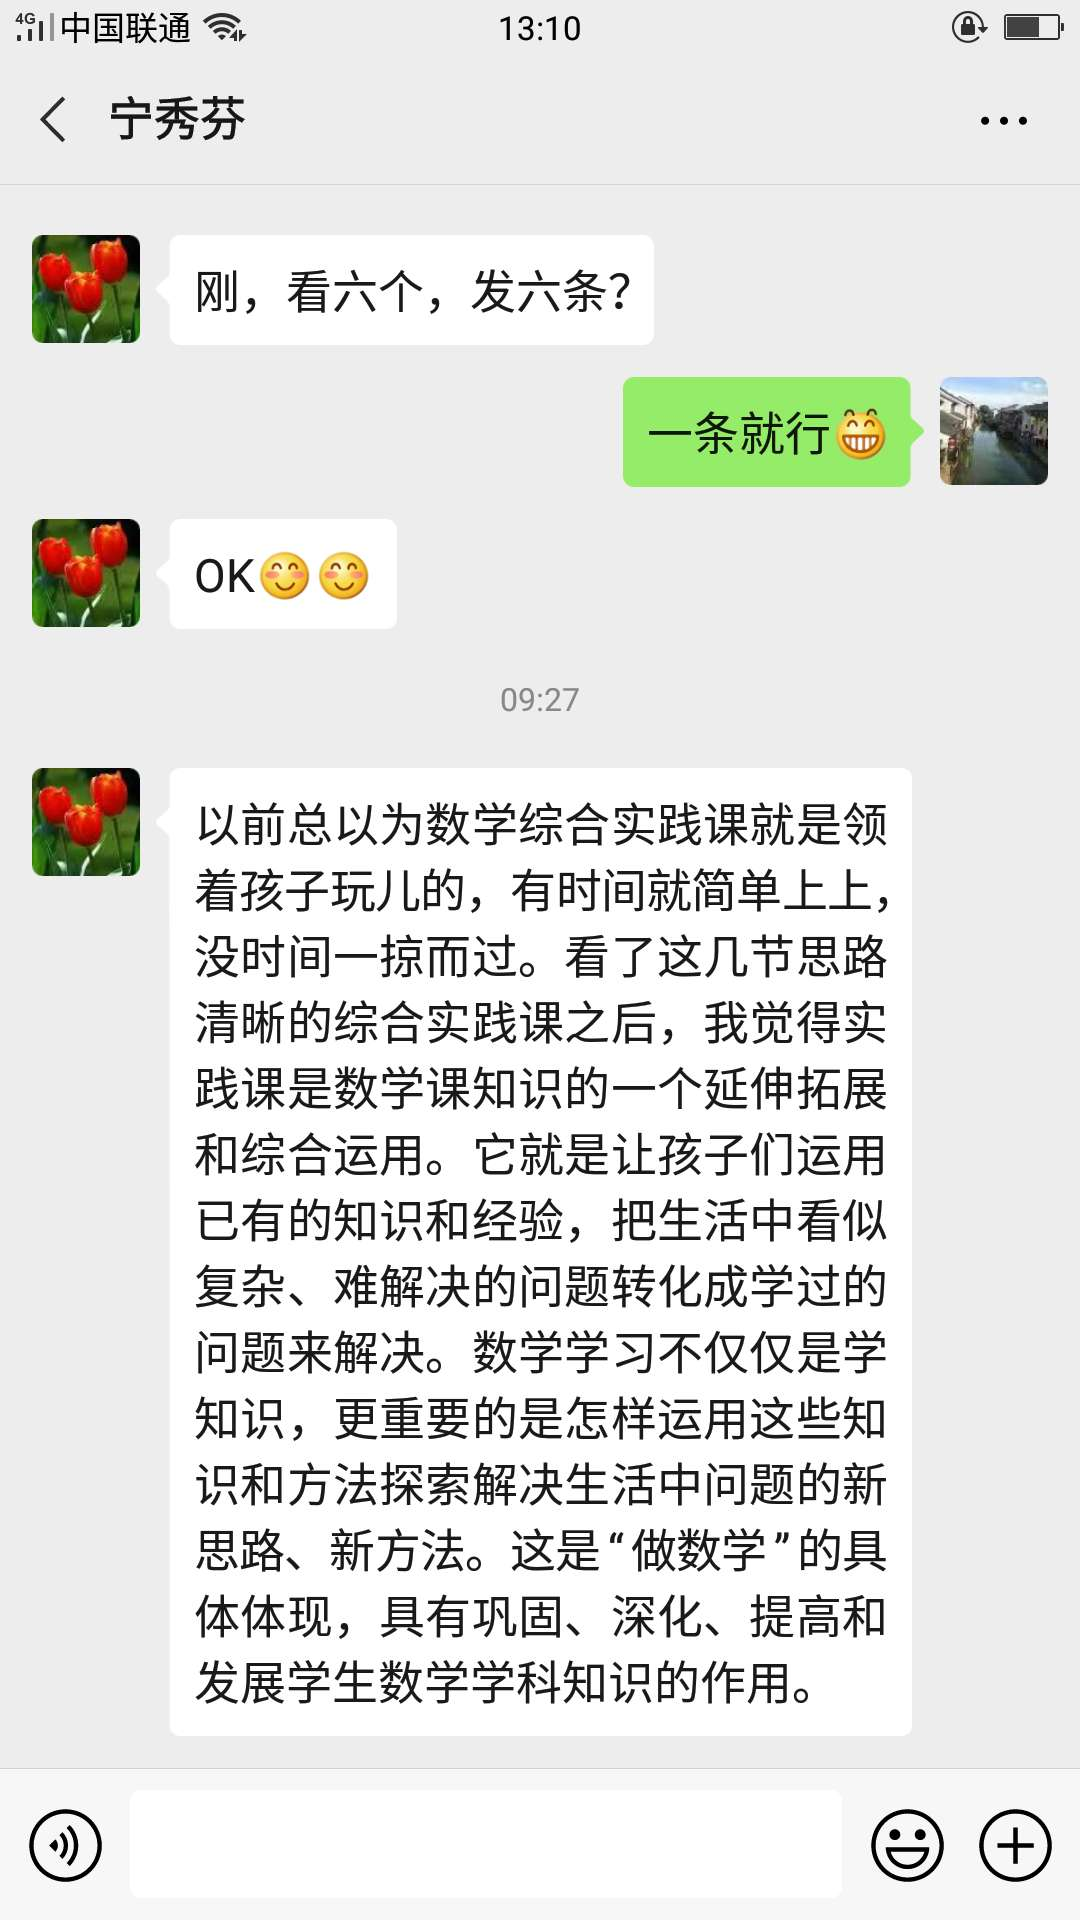 4G 中国联通 13:10
宁秀芬
刚，看六个，发六条？
一条就行😁
OK😊😊
09:27
以前总以为数学综合实践课就是领
着孩子玩儿的，有时间就简单上上，
没时间一掠而过。看了这几节思路
清晰的综合实践课之后，我觉得实
践课是数学课知识的一个延伸拓展
和综合运用。它就是让孩子们运用
已有的知识和经验，把生活中看似
复杂、难解决的问题转化成学过的
问题来解决。数学学习不仅仅是学
知识，更重要的是怎样运用这些知
识和方法探索解决生活中问题的新
思路、新方法。这是“做数学”的具
体体现，具有巩固、深化、提高和
发展学生数学学科知识的作用。